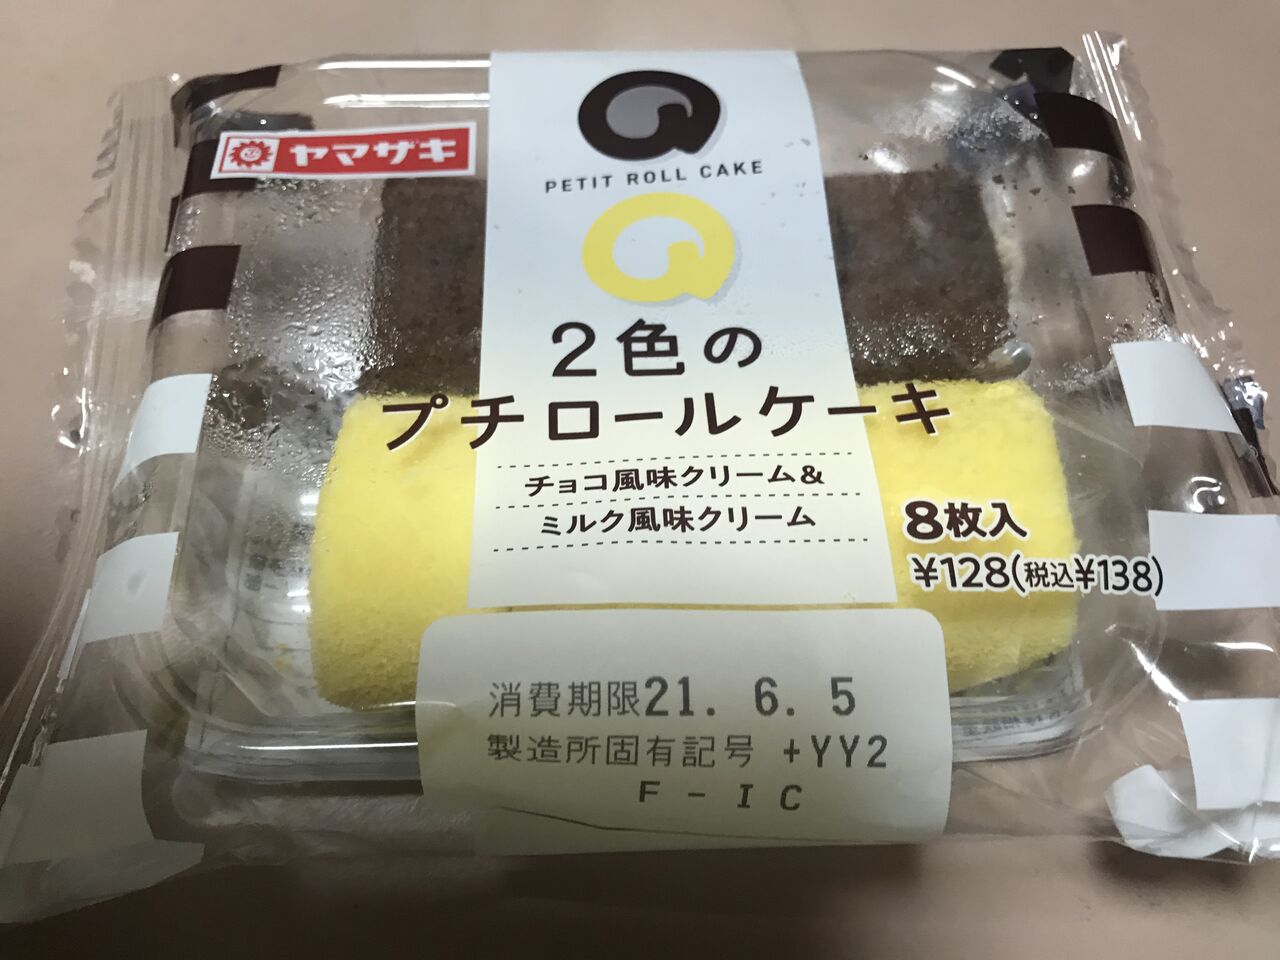 ヤマザキ
PETIT ROLL CAKE
2色の
プチロールケーキ
チョコ風味クリーム&
ミルク風味クリーム
8枚入
¥128(税込¥138)
消費期限21. 6. 5
製造所固有記号 +YY2
F - I C